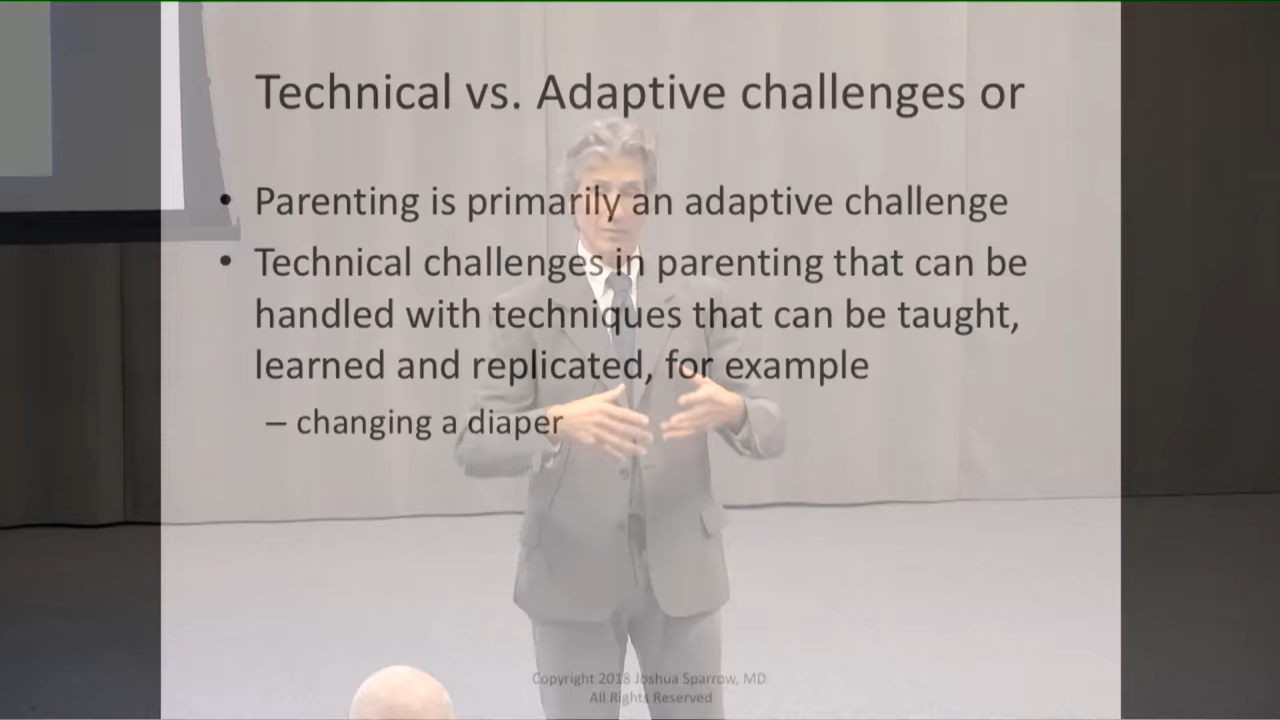 Technical vs. Adaptive challenges or
• Parenting is primarily an adaptive challenge
• Technical challenges in parenting that can be
handled with techniques that can be taught,
learned and replicated, for example
– changing a diaper
Copyright 2018 Joshua Sparrow, MD
All Rights Reserved